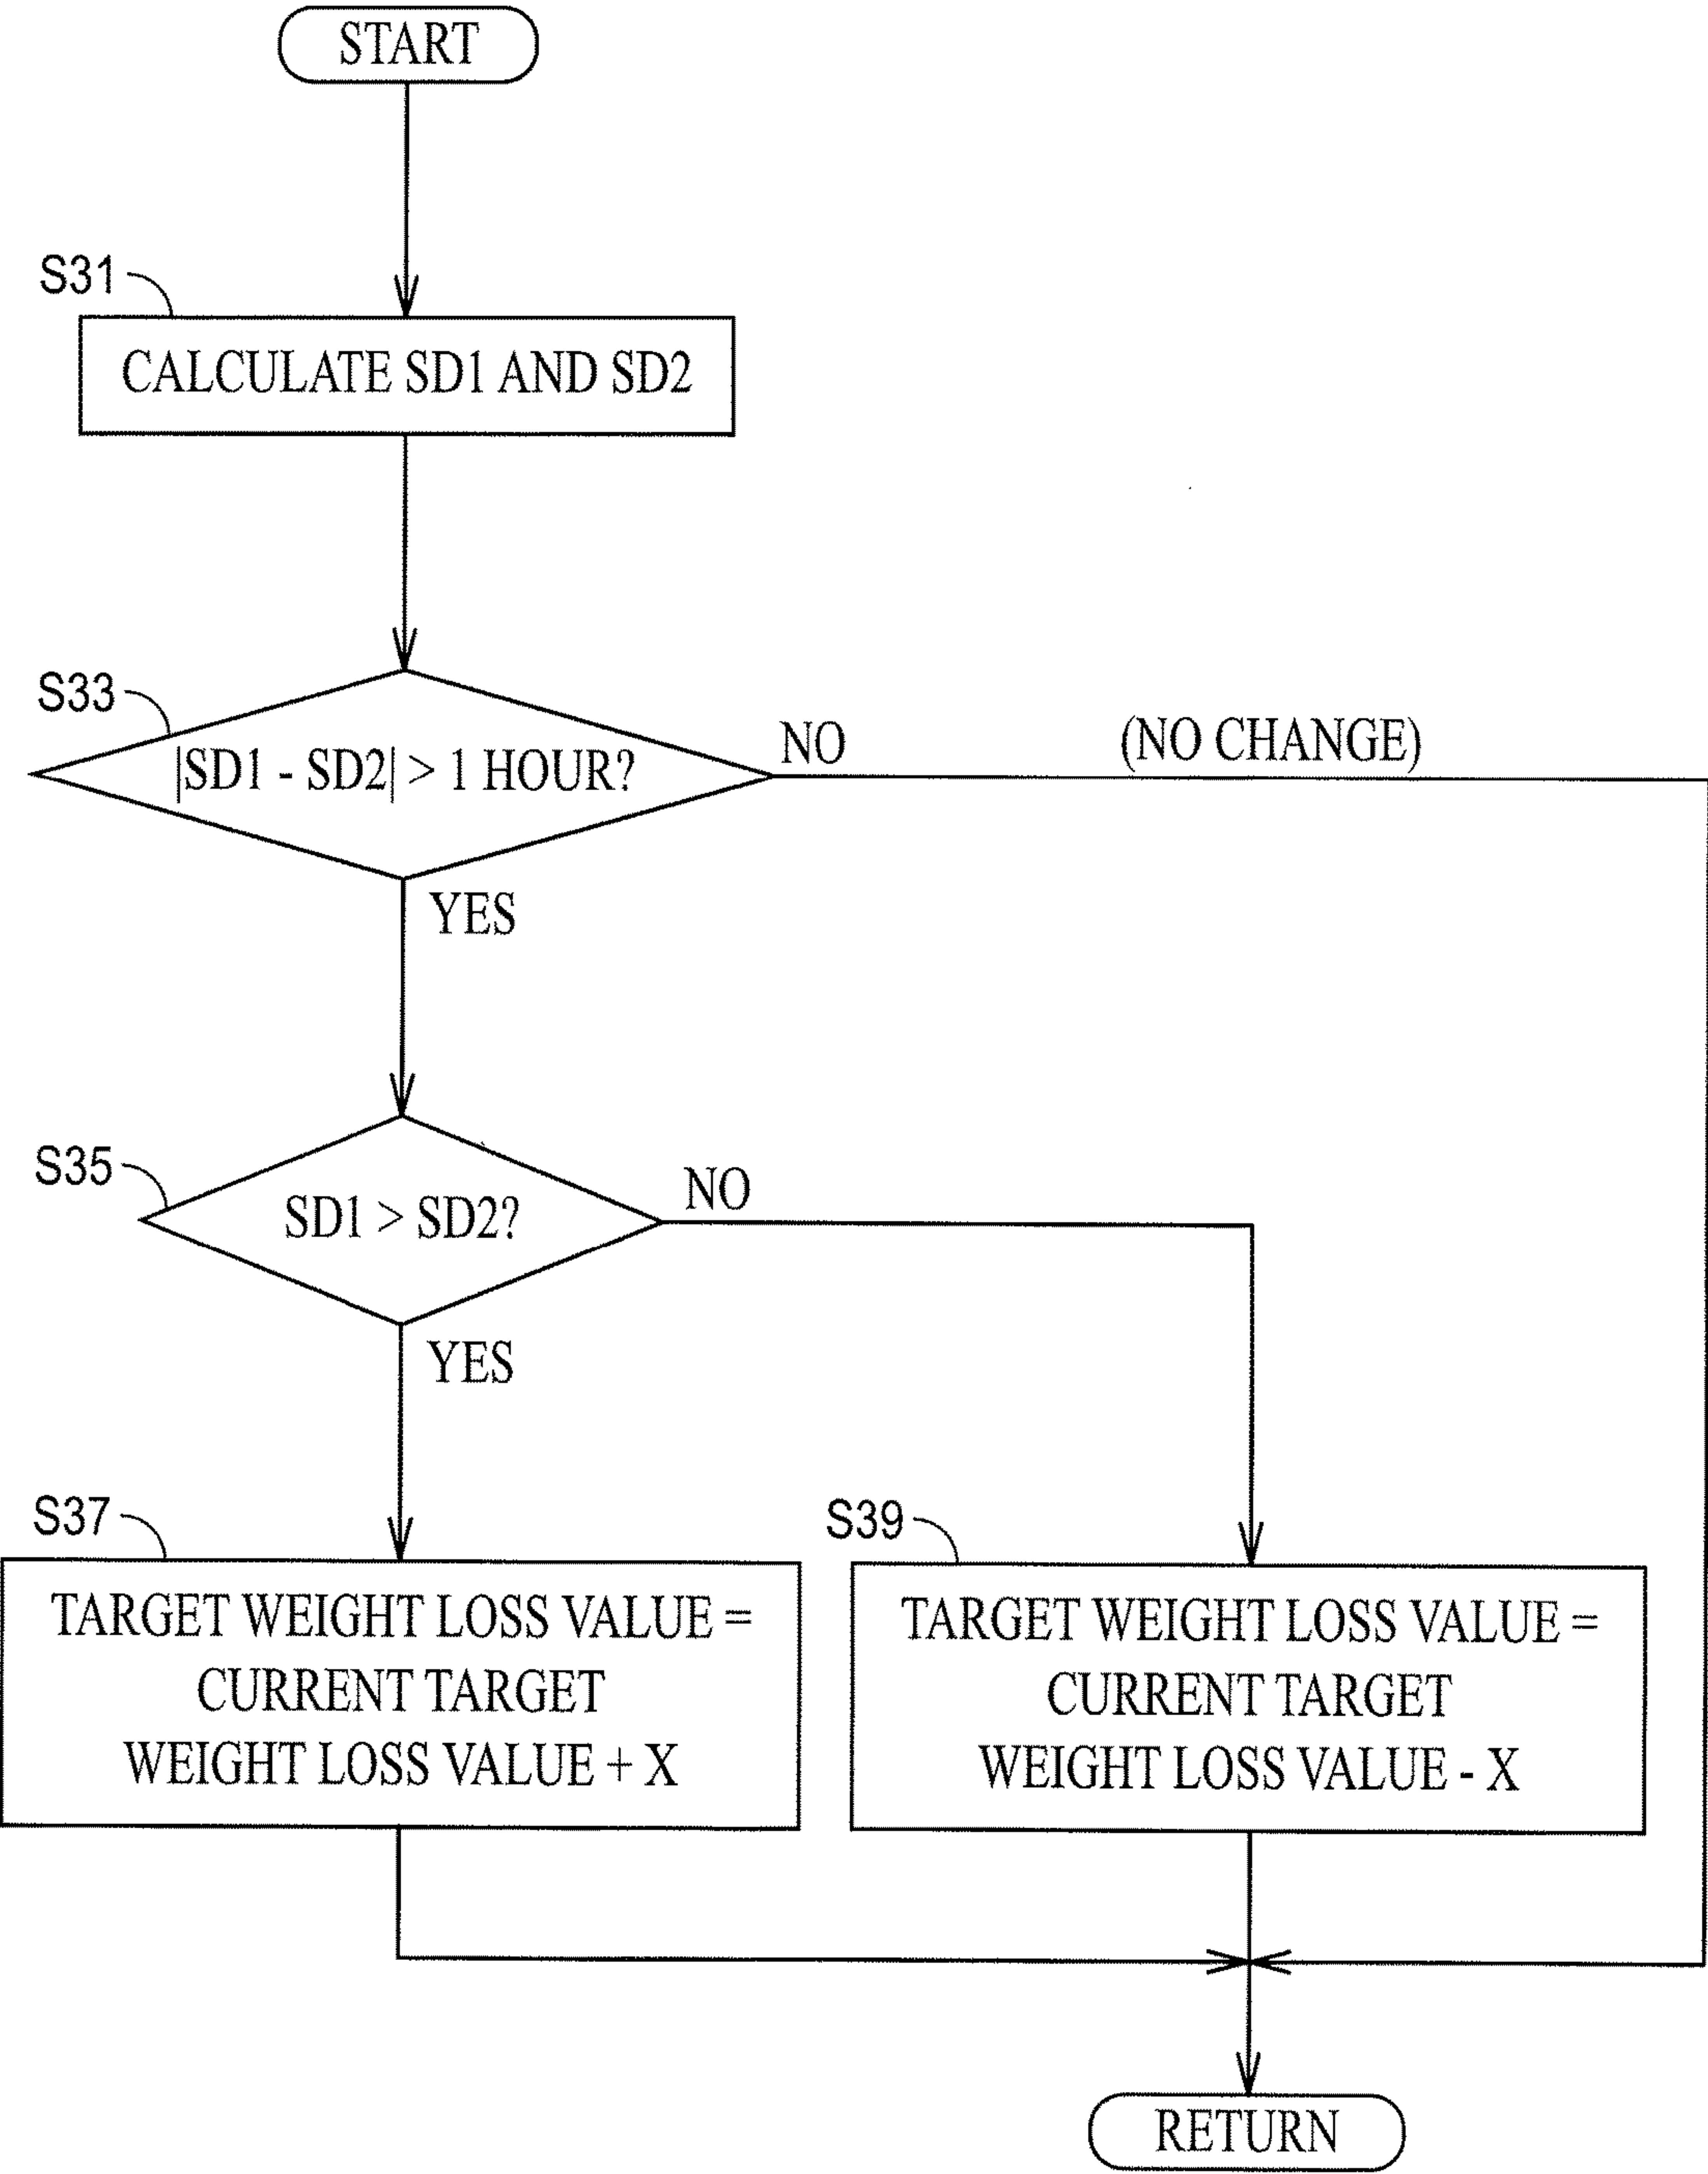 START
S31
CALCULATE SD1 AND SD2
S33
|SD1 - SD2| > 1 HOUR?
NO
(NO CHANGE)
YES
S35
SD1 > SD2?
NO
YES
S37
TARGET WEIGHT LOSS VALUE =
CURRENT TARGET
WEIGHT LOSS VALUE + X
S39
TARGET WEIGHT LOSS VALUE =
CURRENT TARGET
WEIGHT LOSS VALUE - X
RETURN